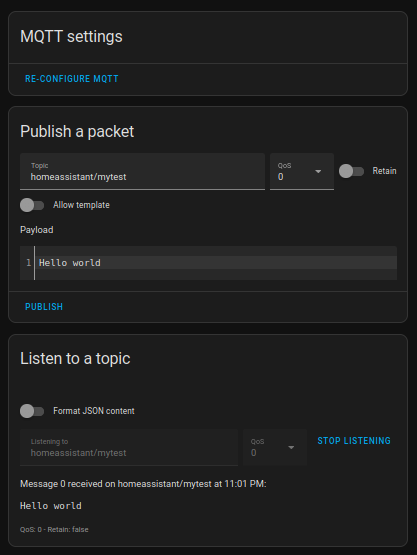 MQTT settings
RE-CONFIGURE MQTT
Publish a packet
Topic
homeassistant/mytest
QoS
0
Retain
Allow template
Payload
1 Hello world
PUBLISH
Listen to a topic
Format JSON content
Listening to
homeassistant/mytest
QoS
0
STOP LISTENING
Message 0 received on homeassistant/mytest at 11:01 PM:
Hello world
QoS: 0 - Retain: false